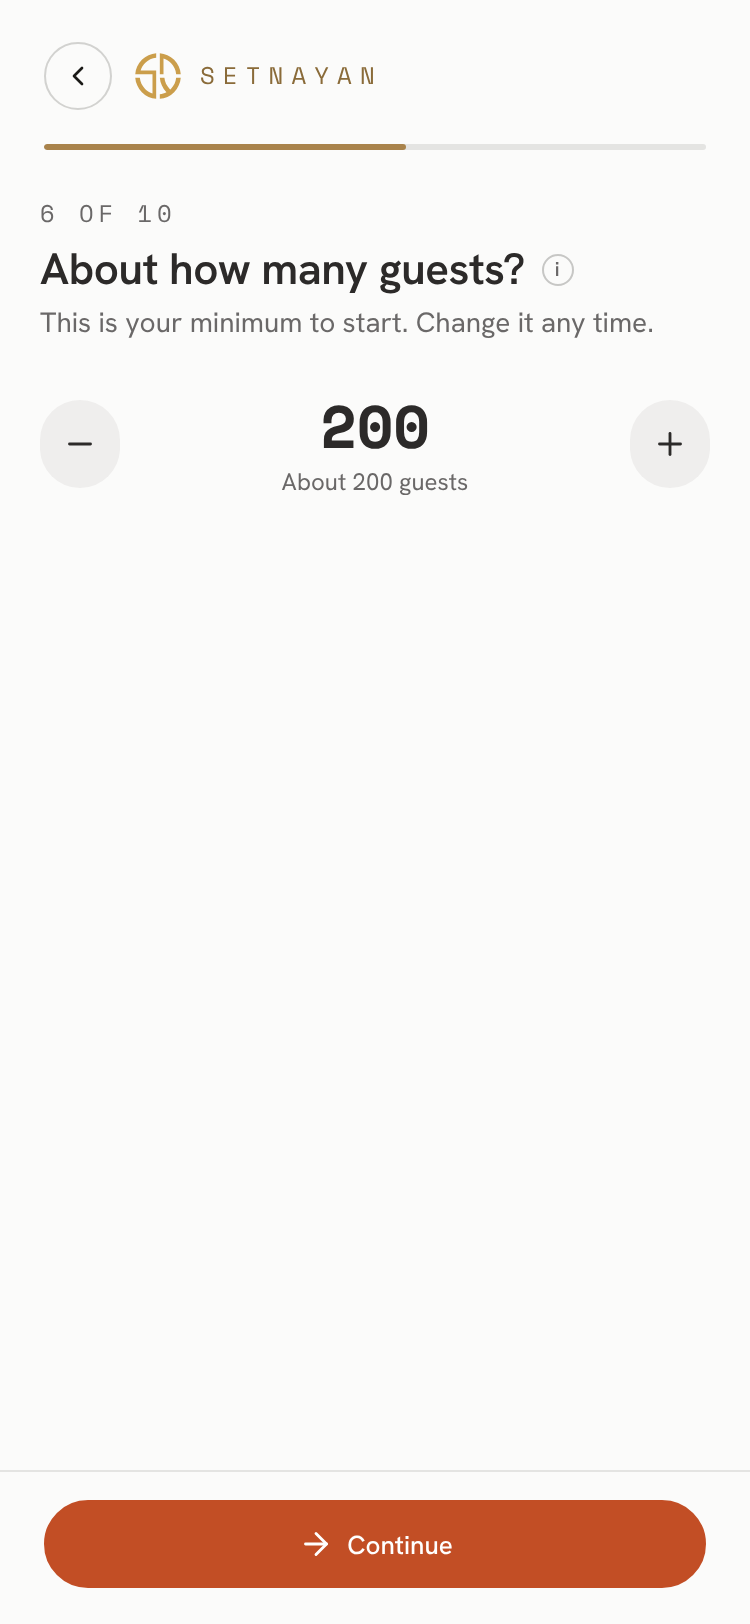 SETNAYAN
6 OF 10
About how many guests? i
This is your minimum to start. Change it any time.
200
About 200 guests
Continue